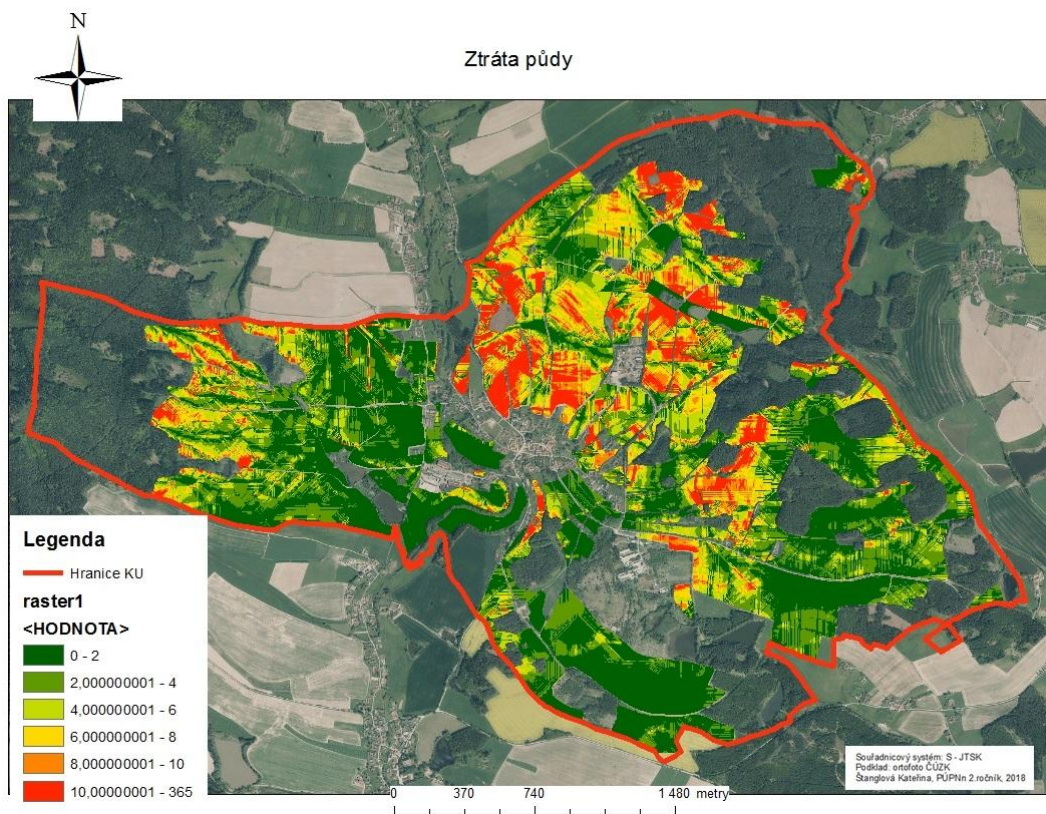 N
Ztráta půdy
Legenda
Hranice KU
raster1
<HODNOTA>
0 - 2
2,000000001 - 4
4,000000001 - 6
6,000000001 - 8
8,000000001 - 10
10,00000001 - 365
0 370 740 1 480 metry
Souřadnicový systém: S - JTSK
Podklad: ortofoto ČÚZK
Štanglová Kateřina, PÚPNn 2.ročník, 2018